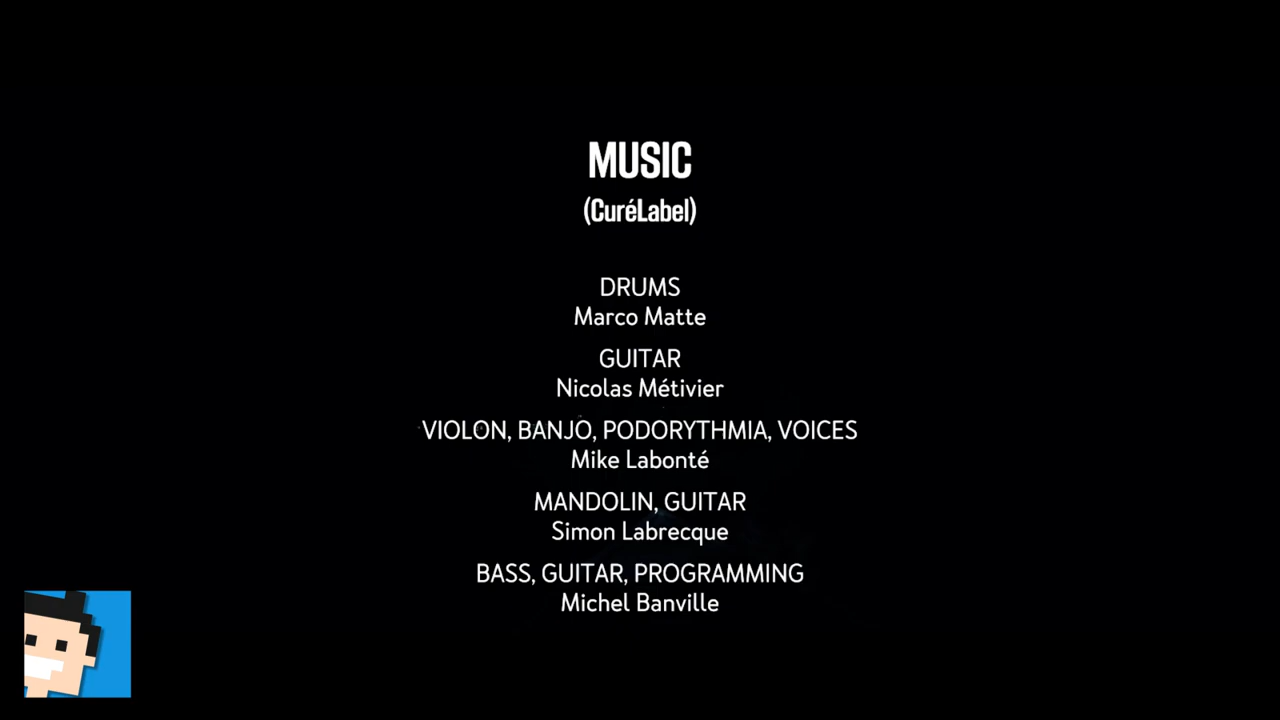 MUSIC
(CuréLabel)
DRUMS
Marco Matte
GUITAR
Nicolas Métivier
VIOLON, BANJO, PODORYTHMIA, VOICES
Mike Labonté
MANDOLIN, GUITAR
Simon Labrecque
BASS, GUITAR, PROGRAMMING
Michel Banville